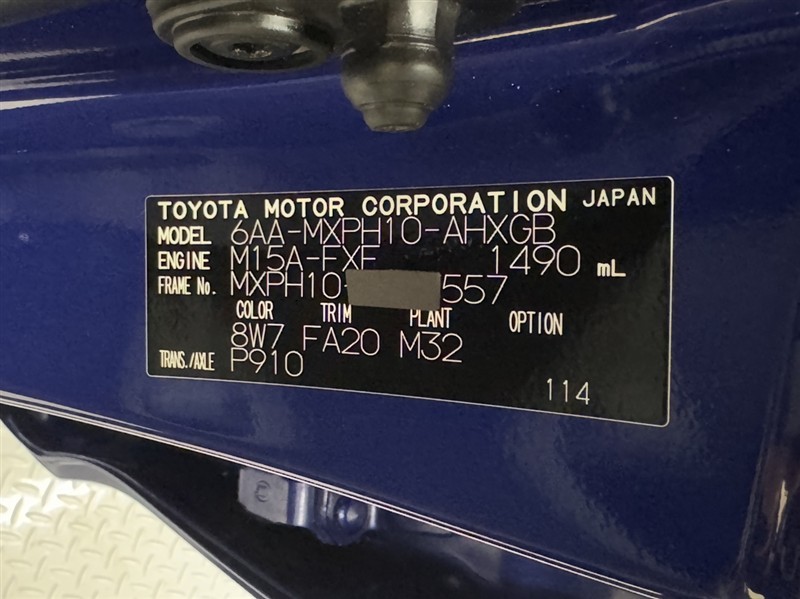 TOYOTA MOTOR CORPORATION JAPAN
MODEL 6AA-MXPH10-AHXGB
ENGINE M15A-FXE 1490 mL
FRAME No. MXPH10- 557
COLOR TRIM PLANT OPTION
8W7 FA20 M32
TRANS./AXLE P910
114